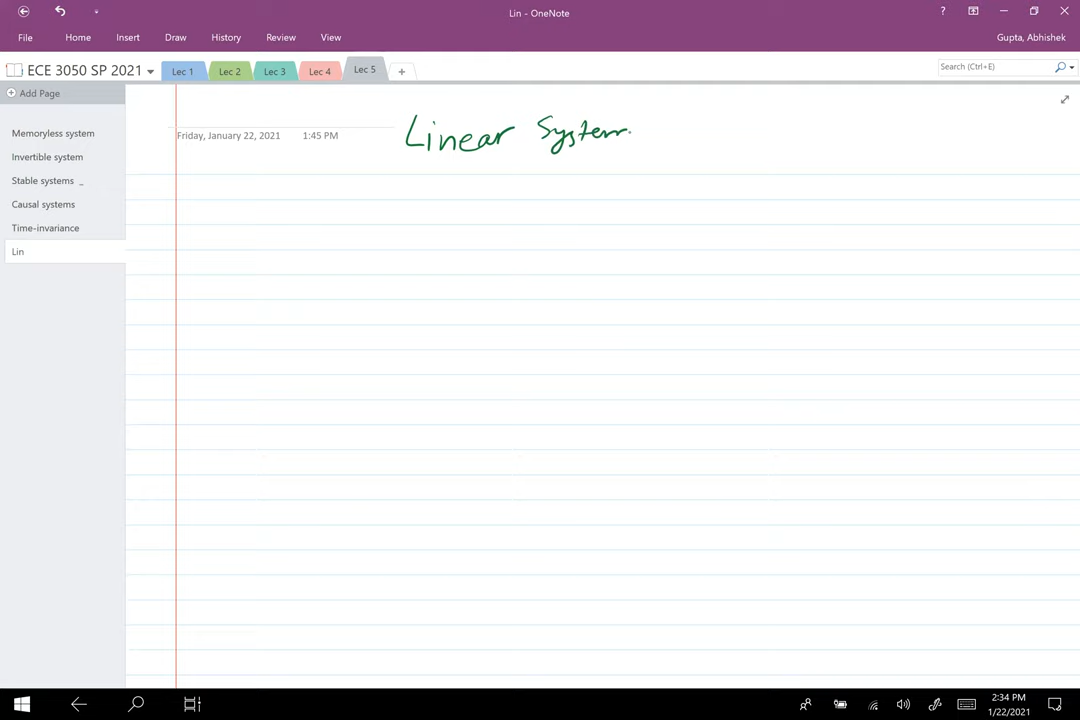 Lin - OneNote
File Home Insert Draw History Review View
Gupta, Abhishek
ECE 3050 SP 2021
Lec 1 Lec 2 Lec 3 Lec 4 Lec 5
Search (Ctrl+E)
Add Page
Memoryless system
Invertible system
Stable systems _
Causal systems
Time-invariance
Lin
Friday, January 22, 2021 1:45 PM
Linear System.
2:34 PM
1/22/2021